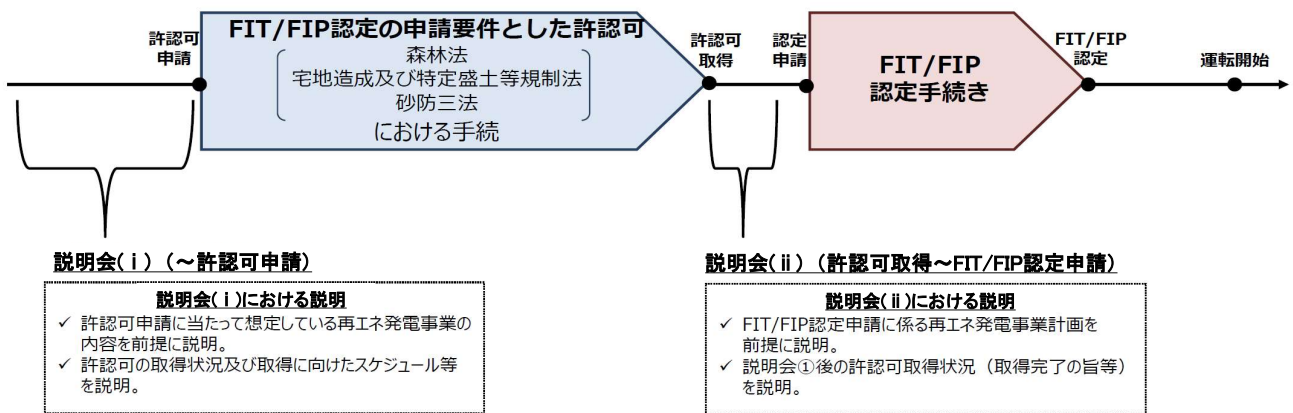 FIT/FIP認定の申請要件とした許認可
森林法
宅地造成及び特定盛土等規制法
砂防三法
における手続
許認可
申請
許認可
取得
認定
申請
FIT/FIP
認定手続き
FIT/FIP
認定
運転開始
説明会(ⅰ)（～許認可申請）
説明会(ⅰ)における説明
✓ 許認可申請に当たって想定している再エネ発電事業の
内容を前提に説明。
✓ 許認可の取得状況及び取得に向けたスケジュール等
を説明。
説明会(ⅱ)（許認可取得～FIT/FIP認定申請）
説明会(ⅱ)における説明
✓ FIT/FIP認定申請に係る再エネ発電事業計画を
前提に説明。
✓ 説明会①後の許認可取得状況（取得完了の旨等）
を説明。